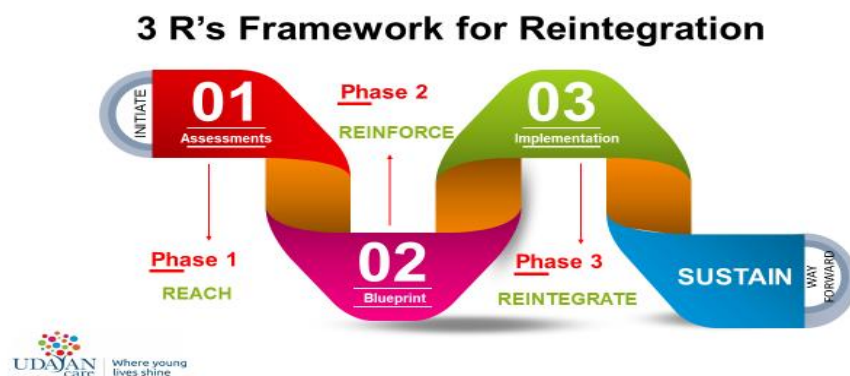 3 R's Framework for Reintegration
INITIATE
01
Assessments
Phase 1
REACH
Phase 2
REINFORCE
02
Blueprint
03
Implementation
Phase 3
REINTEGRATE
SUSTAIN
WAY
FORWARD
UDAYAN
care
Where young
lives shine